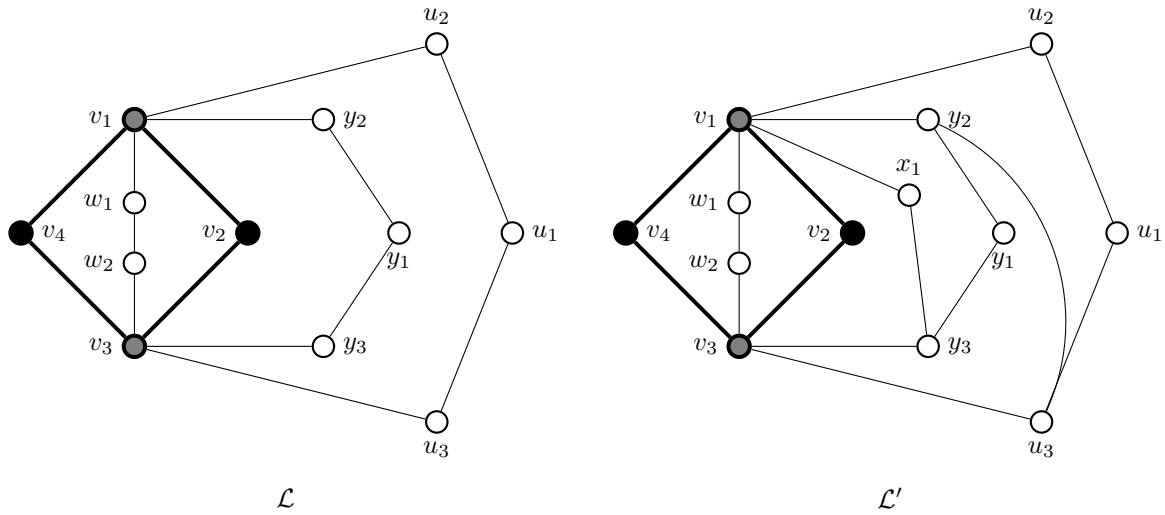 u₂
v₁
y₂
w₁
v₄
v₂
u₁
w₂
y₁
v₃
y₃
u₃
ℒ
u₂
v₁
y₂
x₁
w₁
v₄
v₂
u₁
w₂
y₁
v₃
y₃
u₃
ℒ′